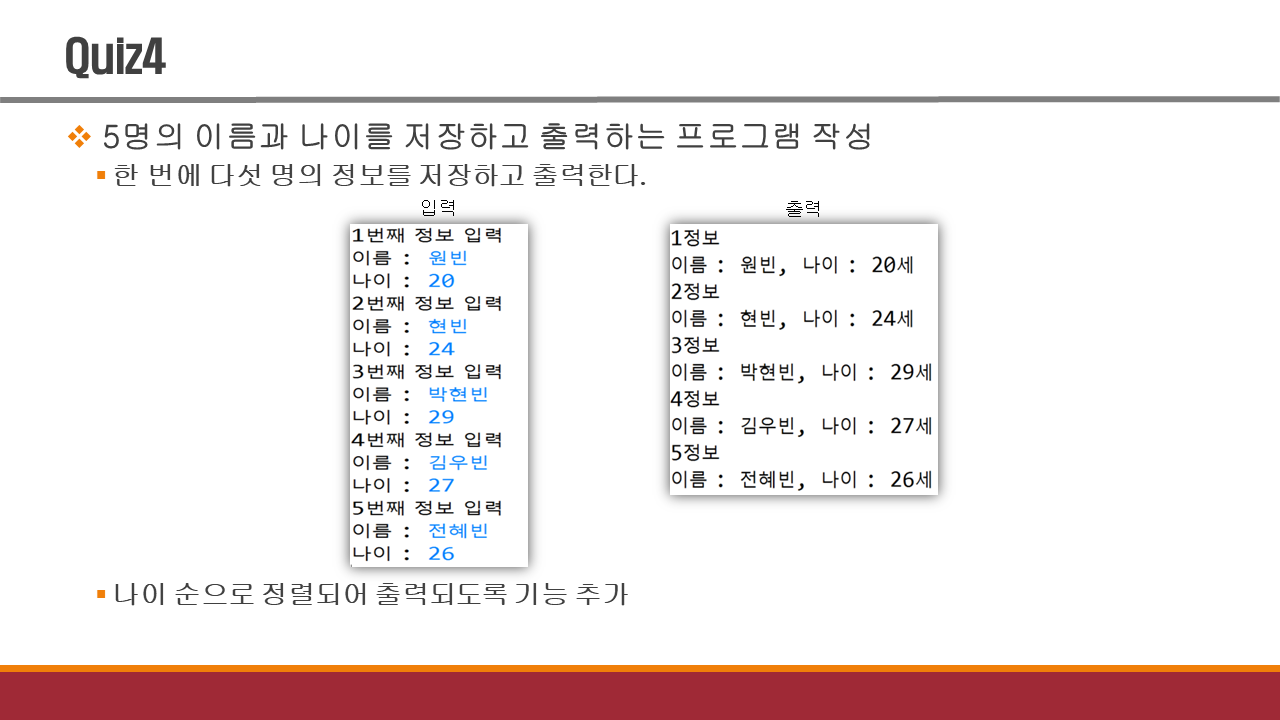 Quiz4
5명의 이름과 나이를 저장하고 출력하는 프로그램 작성
한 번에 다섯 명의 정보를 저장하고 출력한다.
입력
1번째 정보 입력
이름 : 원빈
나이 : 20
2번째 정보 입력
이름 : 현빈
나이 : 24
3번째 정보 입력
이름 : 박현빈
나이 : 29
4번째 정보 입력
이름 : 김우빈
나이 : 27
5번째 정보 입력
이름 : 전혜빈
나이 : 26
출력
1정보
이름 : 원빈, 나이 : 20세
2정보
이름 : 현빈, 나이 : 24세
3정보
이름 : 박현빈, 나이 : 29세
4정보
이름 : 김우빈, 나이 : 27세
5정보
이름 : 전혜빈, 나이 : 26세
나이 순으로 정렬되어 출력되도록 기능 추가